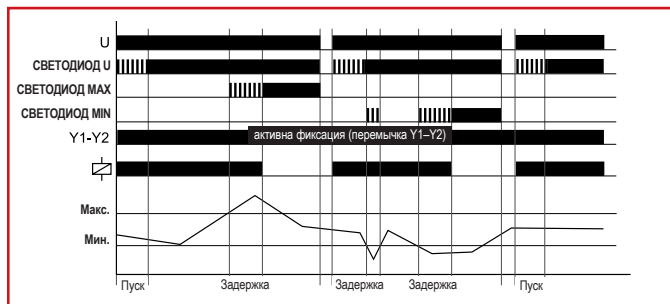 U
СВЕТОДИОД U
СВЕТОДИОД MAX
СВЕТОДИОД MIN
Y1-Y2
активна фиксация (перемычка Y1–Y2)
Макс.
Мин.
Пуск Задержка Задержка Задержка Пуск